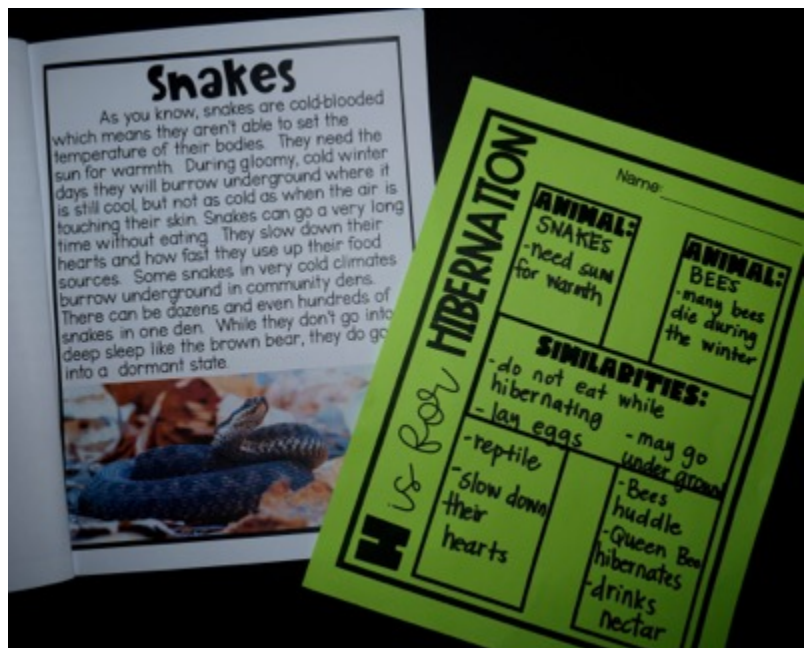 Snakes
As you know, snakes are cold-blooded
which means they aren't able to set the
temperature of their bodies. They need the
sun for warmth. During gloomy, cold winter
days they will burrow underground where it
is still cool, but not as cold as when the air is
touching their skin. Snakes can go a very long
time without eating. They slow down their
hearts and how fast they use up their food
sources. Some snakes in very cold climates
burrow underground in community dens.
There can be dozens and even hundreds of
snakes in one den. While they don't go into
deep sleep like the brown bear, they do go
into a dormant state.
H is for HIBERNATION
Name:
ANIMAL:
SNAKES
-need sun
for warmth
ANIMAL:
BEES
-many bees
die during
the winter
SIMILARITIES:
-do not eat while
hibernating
- lay eggs
-may go
under ground
-reptile
-slow down
their
hearts
-Bees
huddle
-Queen Bee
hibernates
-drinks
nectar